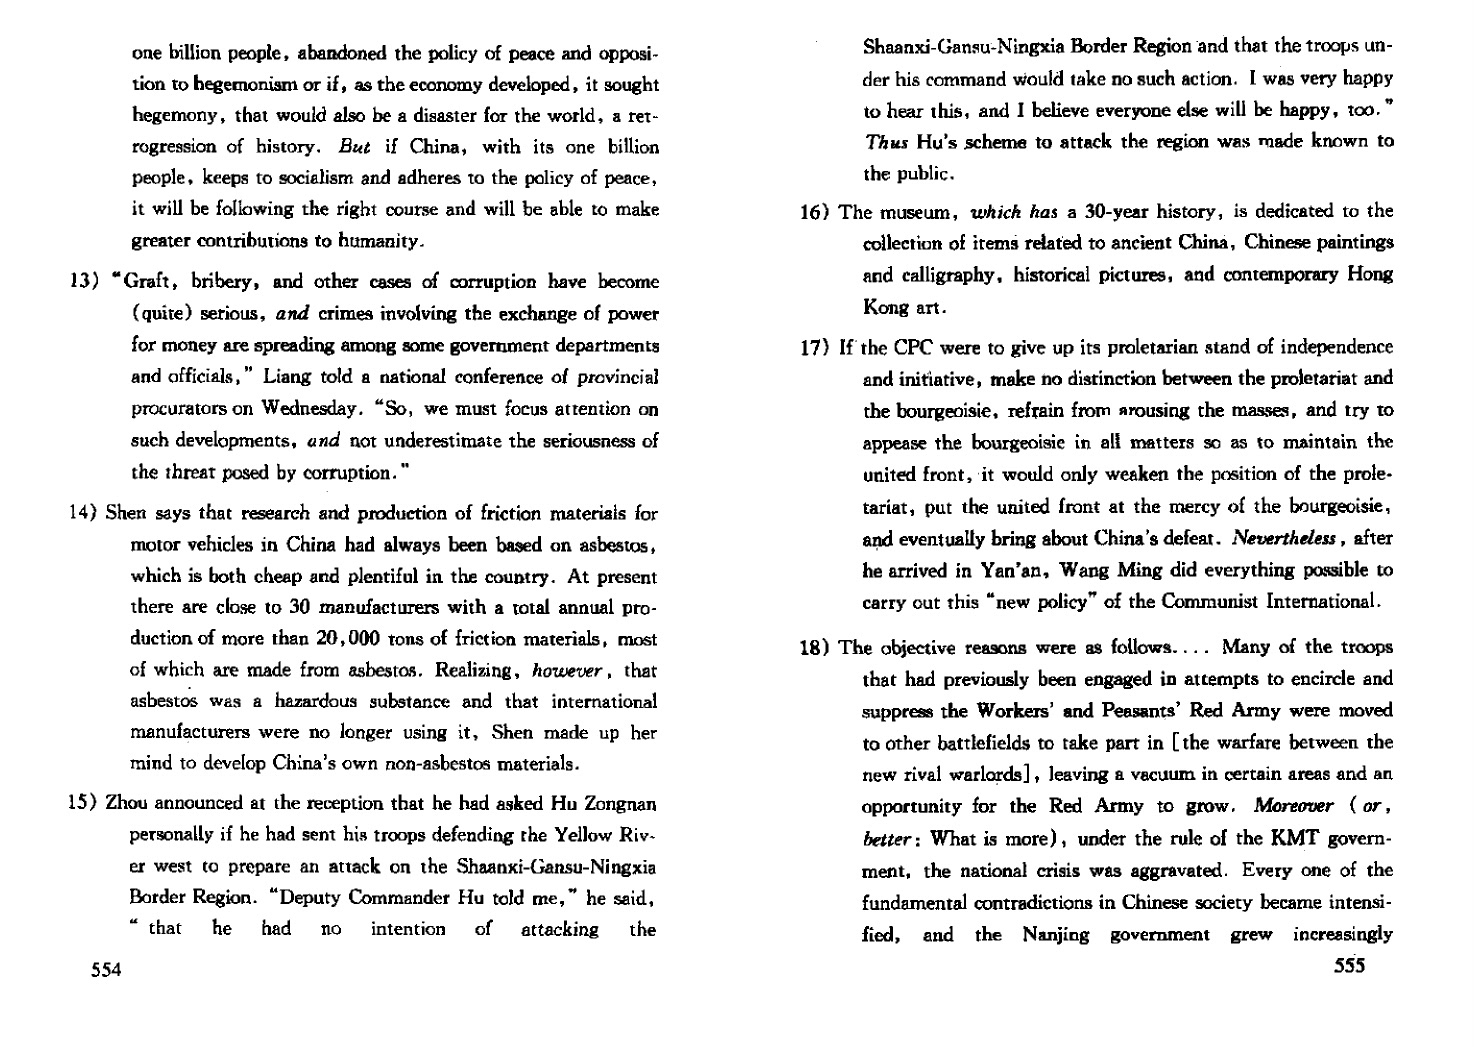 one billion people, abandoned the policy of peace and opposi-
tion to hegemonism or if, as the economy developed, it sought
hegemony, that would also be a disaster for the world, a ret-
rogression of history. But if China, with its one billion
people, keeps to socialism and adheres to the policy of peace,
it will be following the right course and will be able to make
greater contributions to humanity.
13) "Graft, bribery, and other cases of corruption have become
(quite) serious, and crimes involving the exchange of power
for money are spreading among some government departments
and officials," Liang told a national conference of provincial
procurators on Wednesday. "So, we must focus attention on
such developments, and not underestimate the seriousness of
the threat posed by corruption."
14) Shen says that research and production of friction materials for
motor vehicles in China had always been based on asbestos,
which is both cheap and plentiful in the country. At present
there are close to 30 manufacturers with a total annual pro-
duction of more than 20,000 tons of friction materials, most
of which are made from asbestos. Realizing, however, that
asbestos was a hazardous substance and that international
manufacturers were no longer using it, Shen made up her
mind to develop China's own non-asbestos materials.
15) Zhou announced at the reception that he had asked Hu Zongnan
personally if he had sent his troops defending the Yellow Riv-
er west to prepare an attack on the Shaanxi-Gansu-Ningxia
Border Region. "Deputy Commander Hu told me," he said,
"that he had no intention of attacking the
554
Shaanxi-Gansu-Ningxia Border Region and that the troops un-
der his command would take no such action. I was very happy
to hear this, and I believe everyone else will be happy, too."
Thus Hu's scheme to attack the region was made known to
the public.
16) The museum, which has a 30-year history, is dedicated to the
collection of items related to ancient China, Chinese paintings
and calligraphy, historical pictures, and contemporary Hong
Kong art.
17) If the CPC were to give up its proletarian stand of independence
and initiative, make no distinction between the proletariat and
the bourgeoisie, refrain from arousing the masses, and try to
appease the bourgeoisie in all matters so as to maintain the
united front, it would only weaken the position of the prole-
tariat, put the united front at the mercy of the bourgeoisie,
and eventually bring about China's defeat. Nevertheless, after
he arrived in Yan'an, Wang Ming did everything possible to
carry out this "new policy" of the Communist International.
18) The objective reasons were as follows.... Many of the troops
that had previously been engaged in attempts to encircle and
suppress the Workers' and Peasants' Red Army were moved
to other battlefields to take part in [the warfare between the
new rival warlords], leaving a vacuum in certain areas and an
opportunity for the Red Army to grow. Moreover (or,
better: What is more), under the rule of the KMT govern-
ment, the national crisis was aggravated. Every one of the
fundamental contradictions in Chinese society became intensi-
fied, and the Nanjing government grew increasingly
555